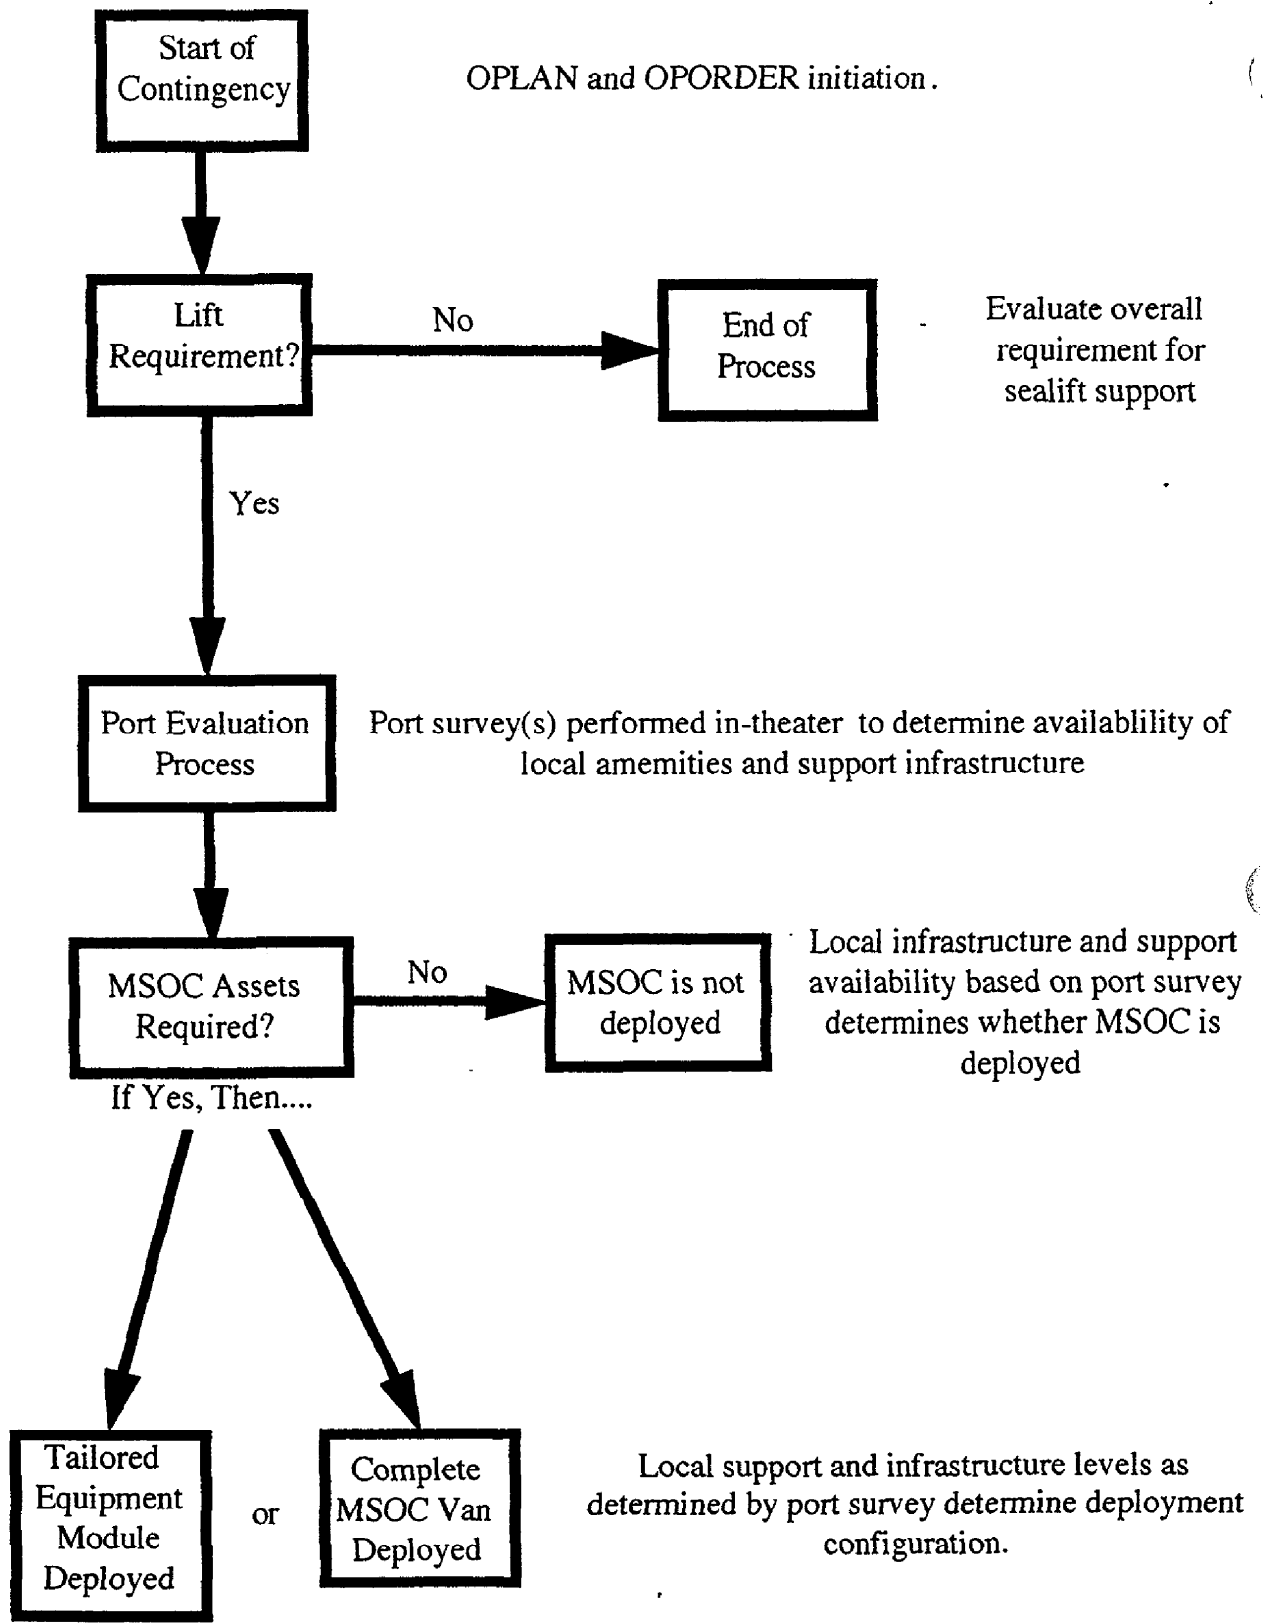 Start of
Contingency
OPLAN and OPORDER initiation.
Lift
Requirement?
No
End of
Process
Evaluate overall
requirement for
sealift support
Yes
Port Evaluation
Process
Port survey(s) performed in-theater to determine availablility of
local amemities and support infrastructure
MSOC Assets
Required?
No
MSOC is not
deployed
Local infrastructure and support
availability based on port survey
determines whether MSOC is
deployed
If Yes, Then....
Tailored
Equipment
Module
Deployed
or
Complete
MSOC Van
Deployed
Local support and infrastructure levels as
determined by port survey determine deployment
configuration.